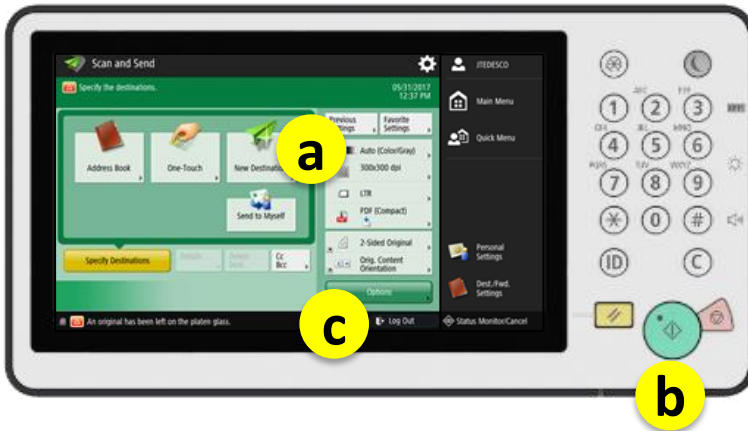 Scan and Send
JTEDESCO
Specify the destinations.
05/31/2017
12:37 PM
Main Menu
Favorite
Settings
Quick Menu
a
Auto (Color/Gray)
300x300 dpi
Address Book
One-Touch
New
LTR
PDF (Compact)
Send to Myself
2-Sided Original
Orig. Content
Orientation
Personal
Settings
Specify Destinations
Cc
Bcc
Options
Dest./Fwd.
Settings
c
An original has been left on the platen glass.
Log Out
Status Monitor/Cancel
1
ABC
2
3
4
5
MNO
6
7
8
9
0
#
ID
C
b